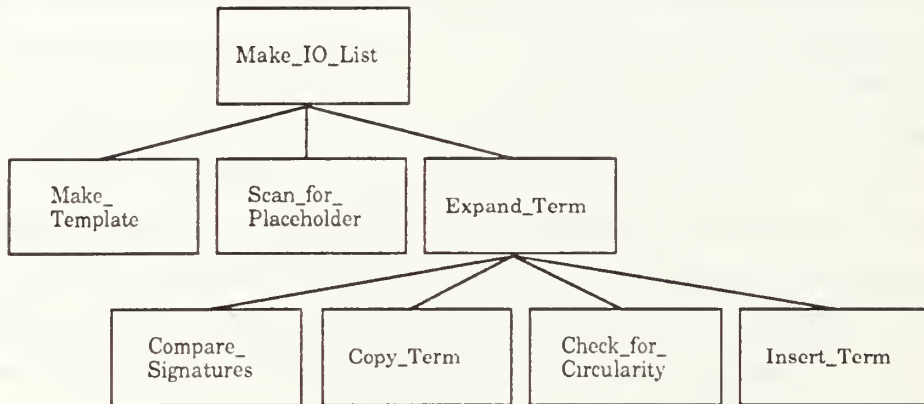 Make_IO_List
Make_
Template
Scan_for_
Placeholder
Expand_Term
Compare_
Signatures
Copy_Term
Check_for_
Circularity
Insert_Term